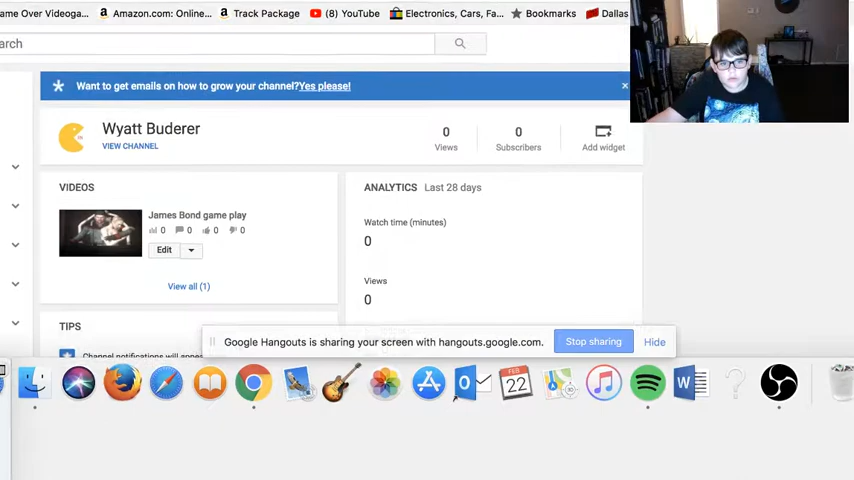 ame Over Videoga...
Amazon.com: Online...
Track Package
(8) YouTube
Electronics, Cars, Fa...
Bookmarks
Dallas
arch
Want to get emails on how to grow your channel?Yes please!
Wyatt Buderer
VIEW CHANNEL
0
Views
0
Subscribers
Add widget
VIDEOS
James Bond game play
0 0 0 0
Edit
View all (1)
ANALYTICS Last 28 days
Watch time (minutes)
0
Views
0
TIPS
Channel notifications will appea
Google Hangouts is sharing your screen with hangouts.google.com.
Stop sharing
Hide
FEB
22